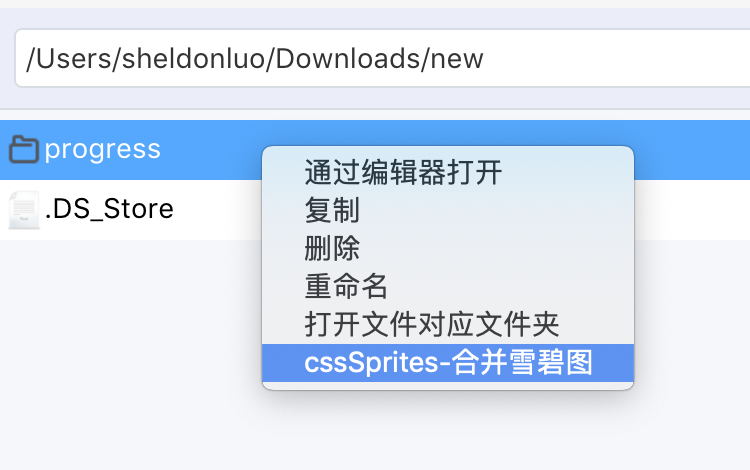 /Users/sheldonluo/Downloads/new
progress
.DS_Store
通过编辑器打开
复制
删除
重命名
打开文件对应文件夹
cssSprites-合并雪碧图